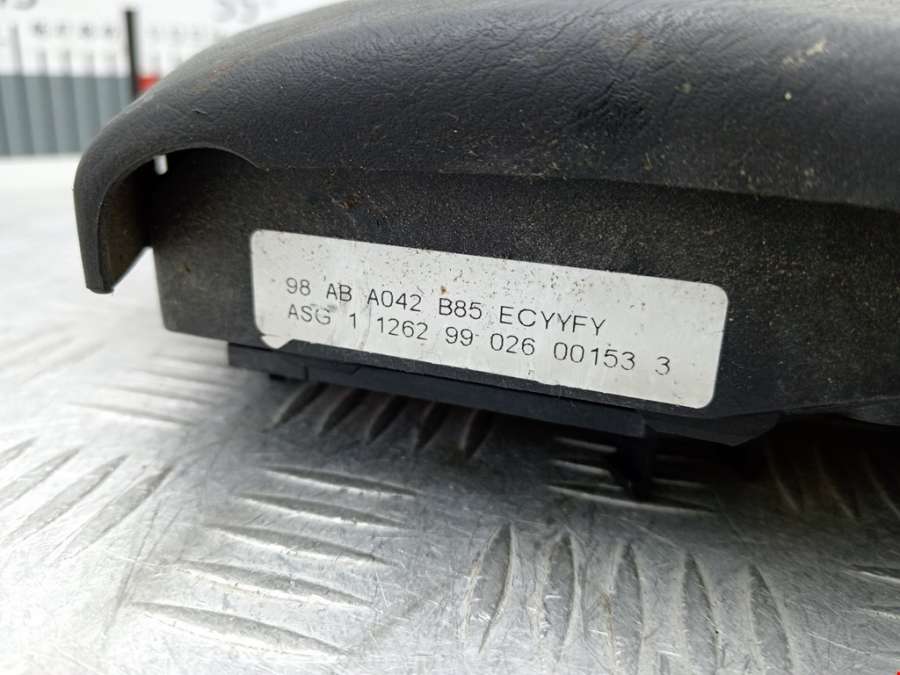 98 AB A042 B85 ECYYFY
ASG 1 1262 99 026 00153 3